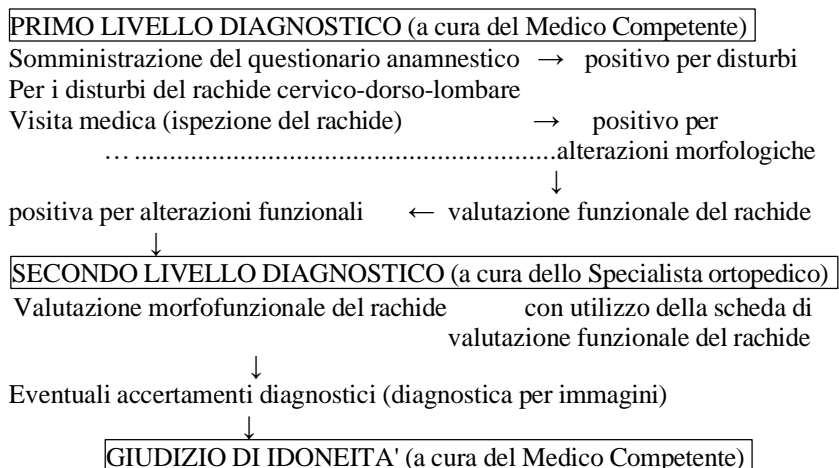 PRIMO LIVELLO DIAGNOSTICO (a cura del Medico Competente)
Somministrazione del questionario anamnestico → positivo per disturbi
Per i disturbi del rachide cervico-dorso-lombare
Visita medica (ispezione del rachide) → positivo per
… ............................................................alterazioni morfologiche
↓
positiva per alterazioni funzionali ← valutazione funzionale del rachide
↓
SECONDO LIVELLO DIAGNOSTICO (a cura dello Specialista ortopedico)
Valutazione morfofunzionale del rachide con utilizzo della scheda di
valutazione funzionale del rachide
↓
Eventuali accertamenti diagnostici (diagnostica per immagini)
↓
GIUDIZIO DI IDONEITA' (a cura del Medico Competente)